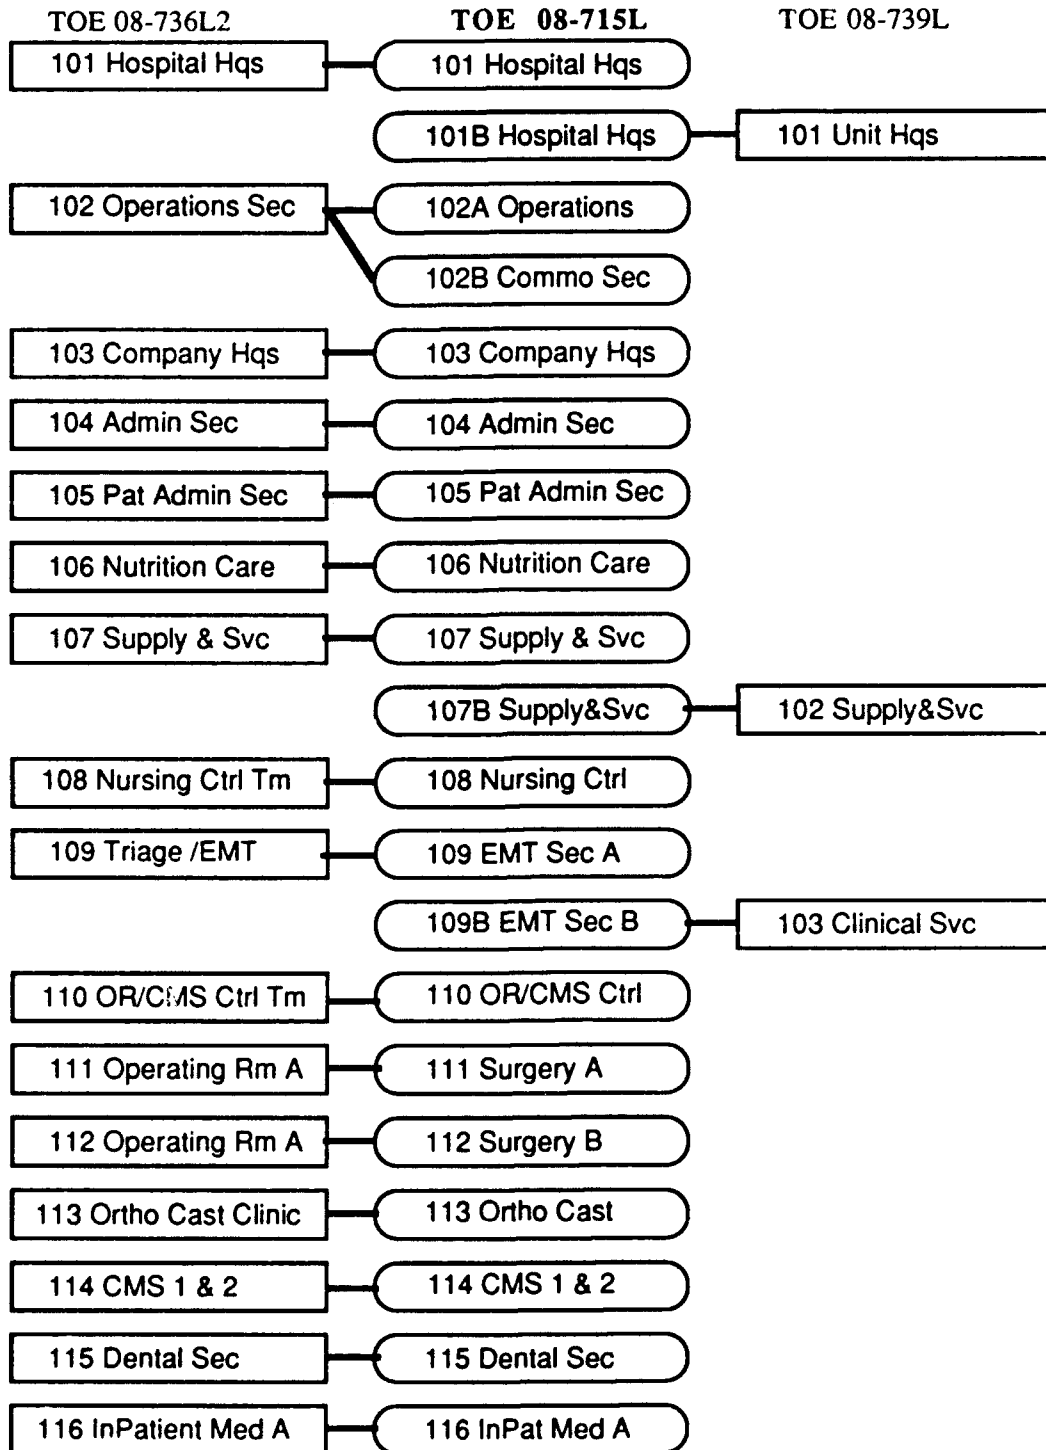 TOE 08-736L2 TOE 08-715L TOE 08-739L
101 Hospital Hqs 101 Hospital Hqs
101B Hospital Hqs 101 Unit Hqs
102 Operations Sec 102A Operations
102B Commo Sec
103 Company Hqs 103 Company Hqs
104 Admin Sec 104 Admin Sec
105 Pat Admin Sec 105 Pat Admin Sec
106 Nutrition Care 106 Nutrition Care
107 Supply & Svc 107 Supply & Svc
107B Supply&Svc 102 Supply&Svc
108 Nursing Ctrl Tm 108 Nursing Ctrl
109 Triage /EMT 109 EMT Sec A
109B EMT Sec B 103 Clinical Svc
110 OR/CMS Ctrl Tm 110 OR/CMS Ctrl
111 Operating Rm A 111 Surgery A
112 Operating Rm A 112 Surgery B
113 Ortho Cast Clinic 113 Ortho Cast
114 CMS 1 & 2 114 CMS 1 & 2
115 Dental Sec 115 Dental Sec
116 InPatient Med A 116 InPat Med A